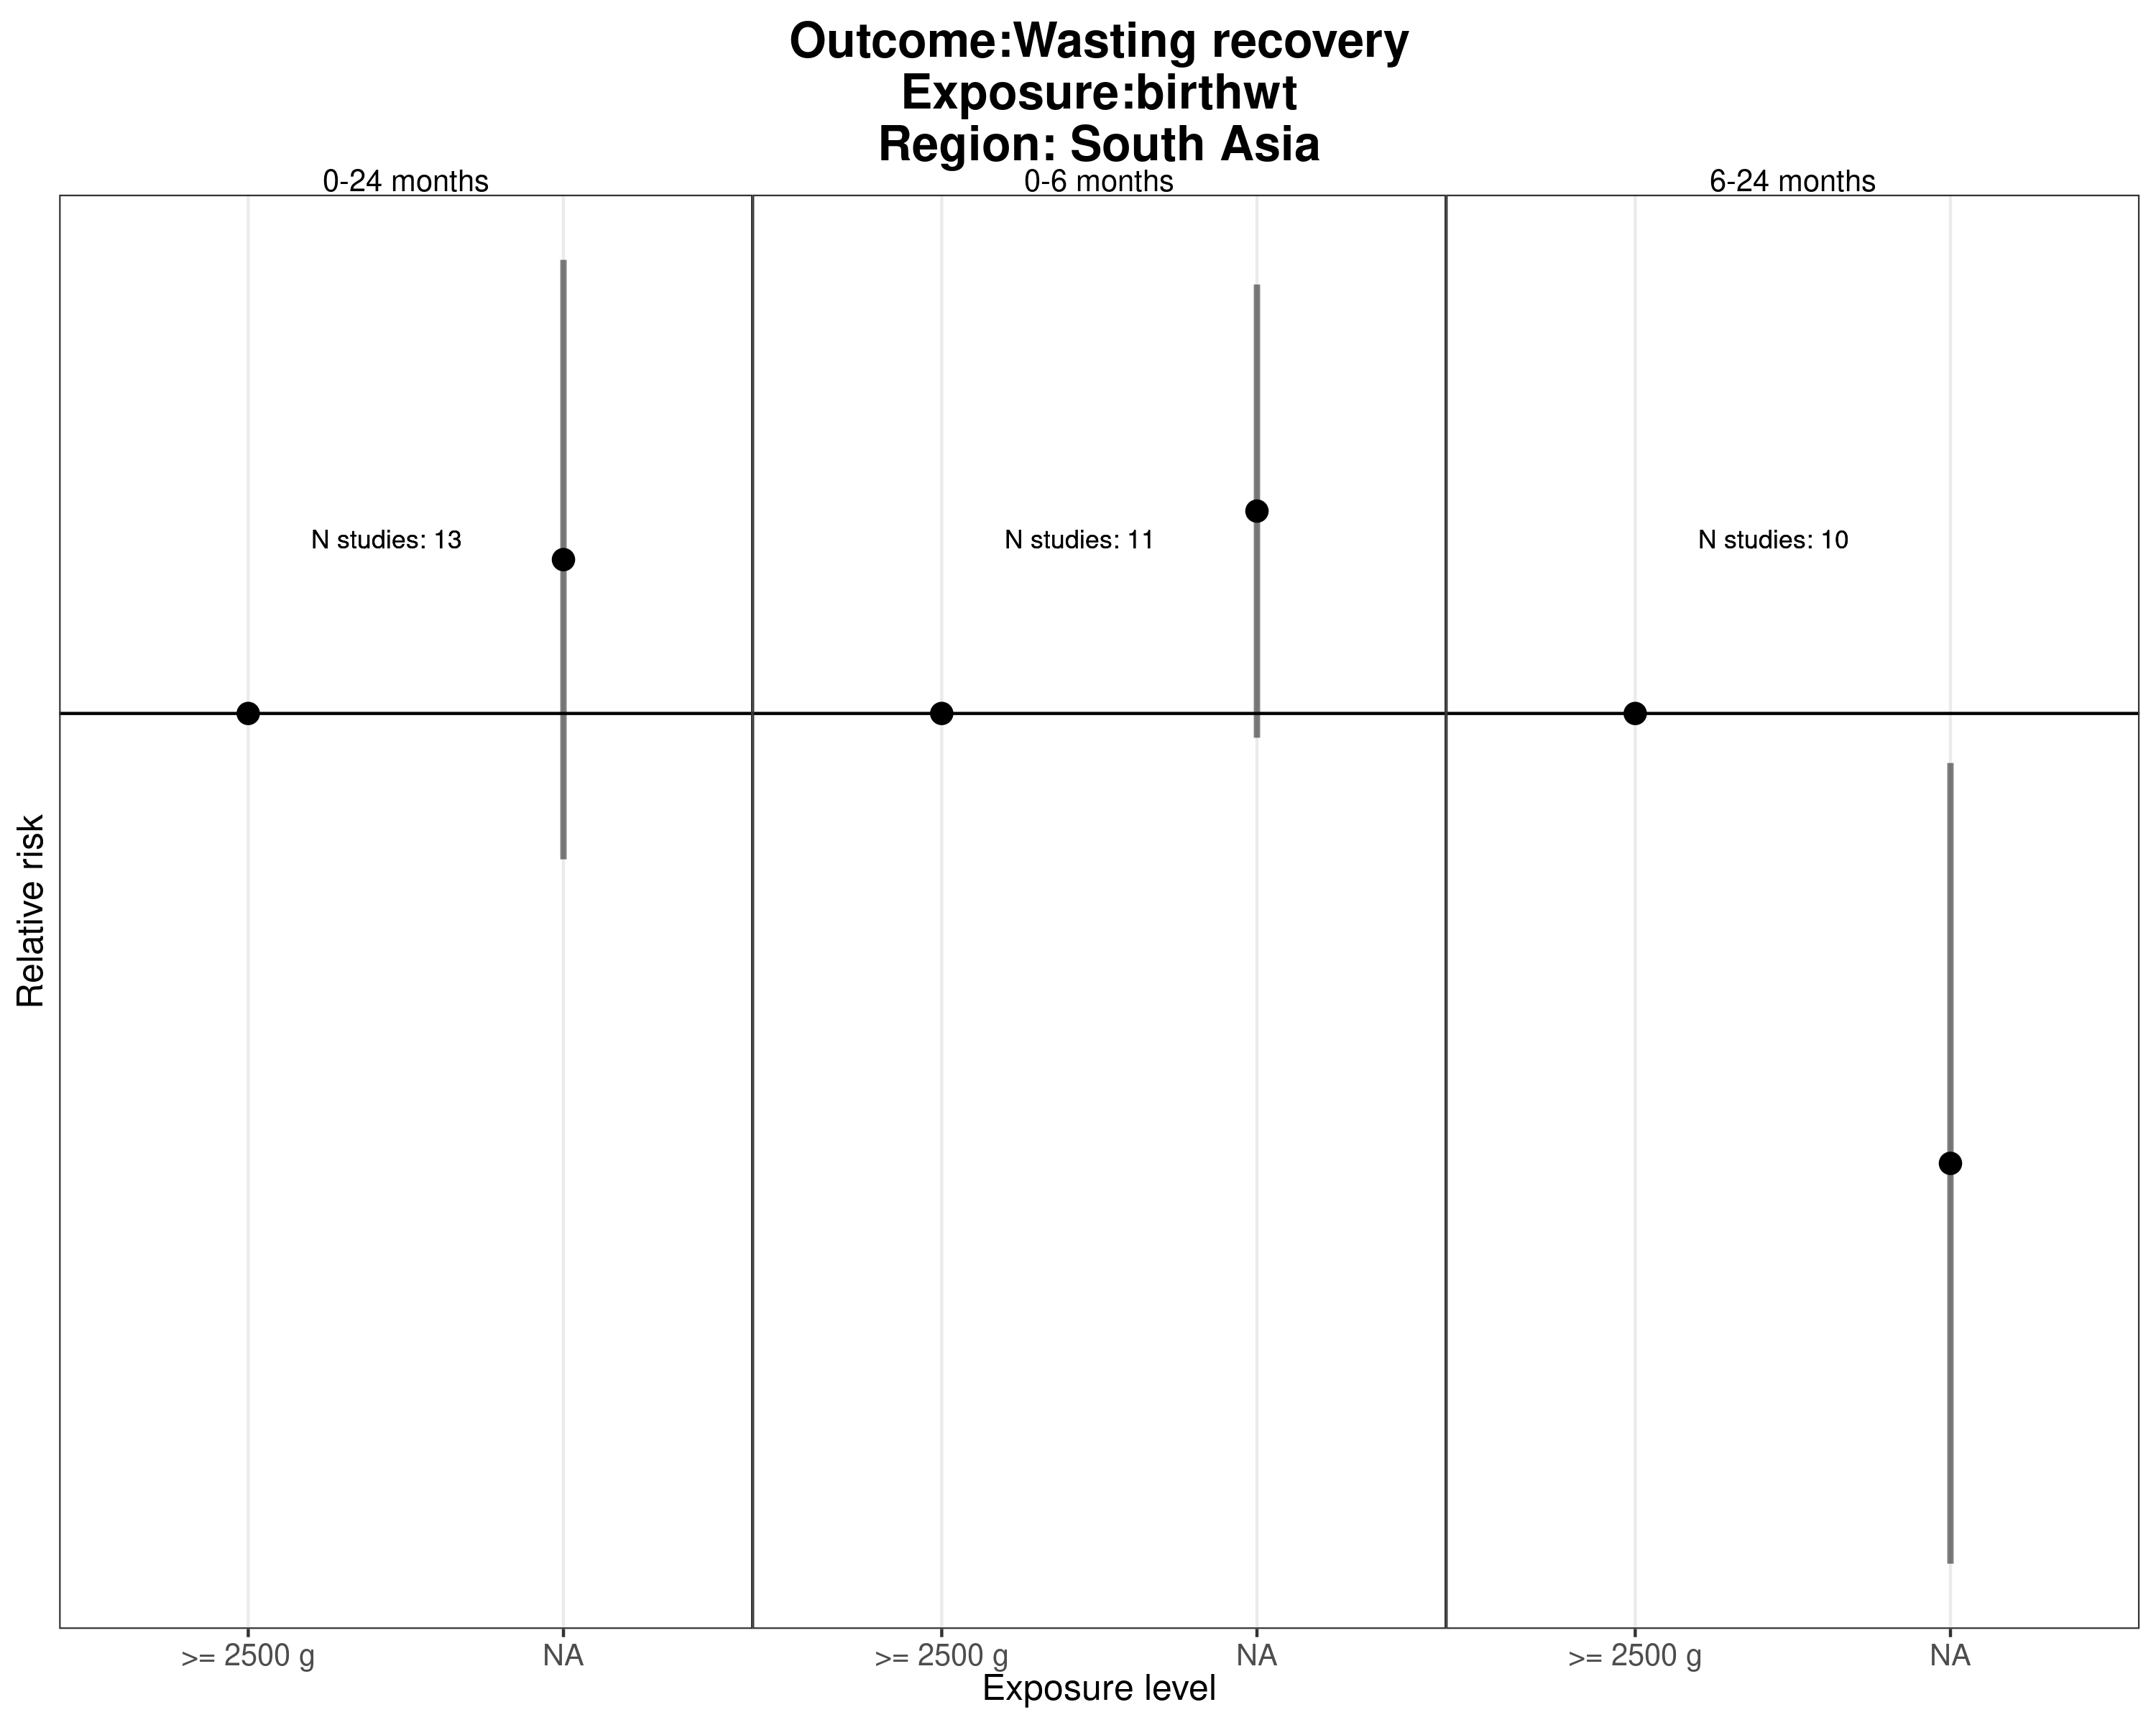 Outcome:Wasting recovery
Exposure:birthwt
Region: South Asia
0-24 months
0-6 months
6-24 months
N studies: 13
N studies: 11
N studies: 10
Relative risk
>= 2500 g
NA
>= 2500 g
NA
>= 2500 g
NA
Exposure level